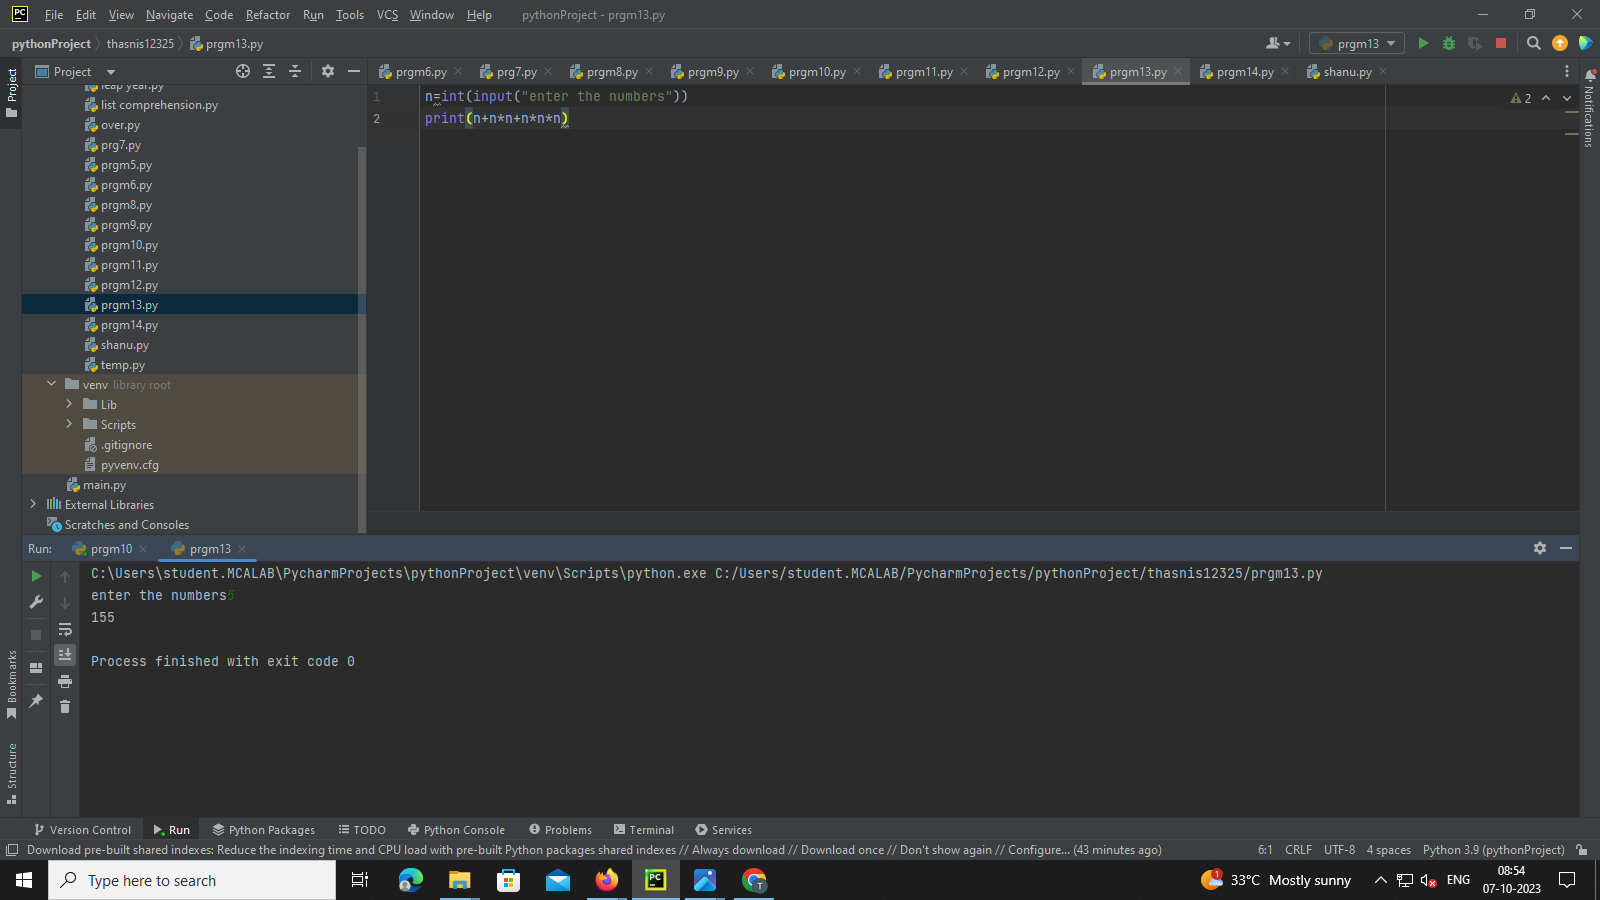 PC File Edit View Navigate Code Refactor Run Tools VCS Window Help pythonProject - prgm13.py
pythonProject thasnis12325 prgm13.py
prgm13
Project
prgm6.py prg7.py prgm8.py prgm9.py prgm10.py prgm11.py prgm12.py prgm13.py prgm14.py shanu.py
Project
leap year.py
list comprehension.py
over.py
prg7.py
prgm5.py
prgm6.py
prgm8.py
prgm9.py
prgm10.py
prgm11.py
prgm12.py
prgm13.py
prgm14.py
shanu.py
temp.py
venv library root
Lib
Scripts
.gitignore
pyvenv.cfg
main.py
External Libraries
Scratches and Consoles
1 n=int(input("enter the numbers"))
2 print(n+n*n+n*n*n)
2
Notifications
Run: prgm10 prgm13
C:\Users\student.MCALAB\PycharmProjects\pythonProject\venv\Scripts\python.exe C:/Users/student.MCALAB/PycharmProjects/pythonProject/thasnis12325/prgm13.py
enter the numbers5
155
Process finished with exit code 0
Bookmarks
Structure
Version Control Run Python Packages TODO Python Console Problems Terminal Services
Download pre-built shared indexes: Reduce the indexing time and CPU load with pre-built Python packages shared indexes // Always download // Download once // Don't show again // Configure... (43 minutes ago) 6:1 CRLF UTF-8 4 spaces Python 3.9 (pythonProject)
Type here to search
PC
T
1
33°C Mostly sunny
ENG
08:54
07-10-2023